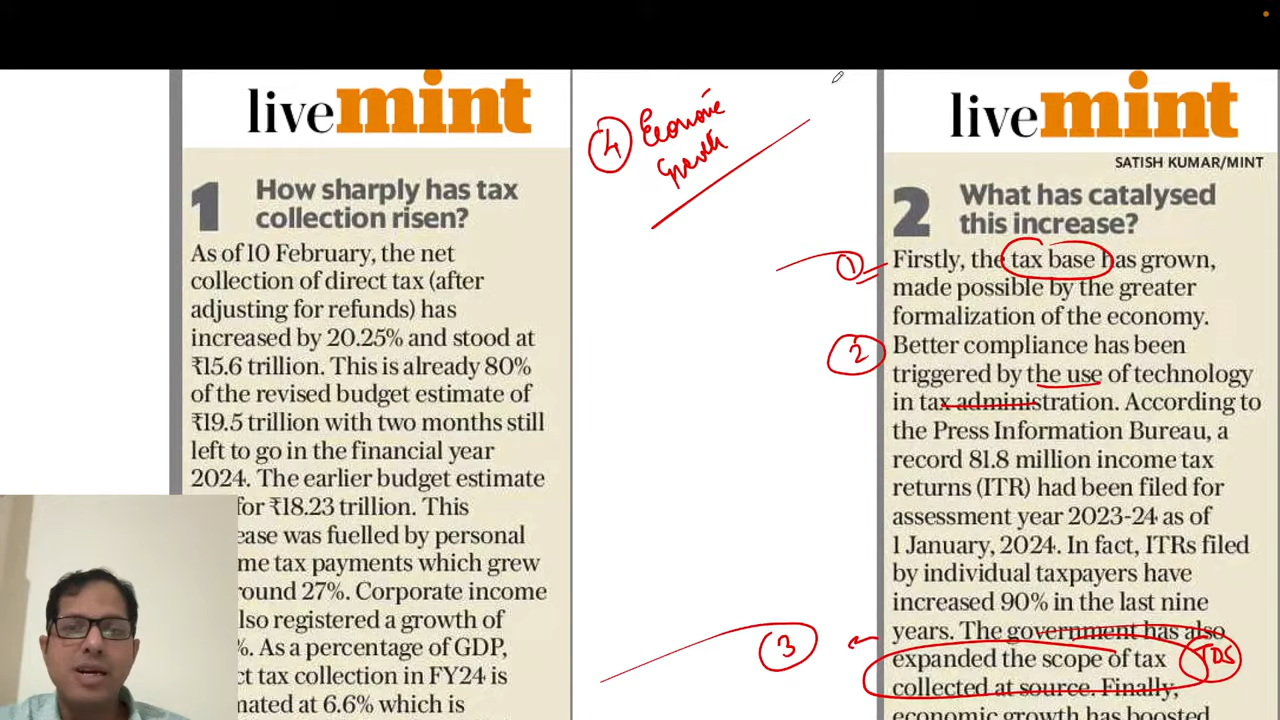 livemint
1 How sharply has tax
collection risen?
As of 10 February, the net
collection of direct tax (after
adjusting for refunds) has
increased by 20.25% and stood at
₹15.6 trillion. This is already 80%
of the revised budget estimate of
₹19.5 trillion with two months still
left to go in the financial year
2024. The earlier budget estimate
for ₹18.23 trillion. This
ease was fuelled by personal
me tax payments which grew
round 27%. Corporate income
lso registered a growth of
%. As a percentage of GDP,
ct tax collection in FY24 is
mated at 6.6% which is
4 Economic
growth
1
2
3
livemint
SATISH KUMAR/MINT
2 What has catalysed
this increase?
Firstly, the tax base has grown,
made possible by the greater
formalization of the economy.
Better compliance has been
triggered by the use of technology
in tax administration. According to
the Press Information Bureau, a
record 81.8 million income tax
returns (ITR) had been filed for
assessment year 2023-24 as of
1 January, 2024. In fact, ITRs filed
by individual taxpayers have
increased 90% in the last nine
years. The government has also
expanded the scope of tax
TDS
collected at source. Finally,
economic growth has boosted